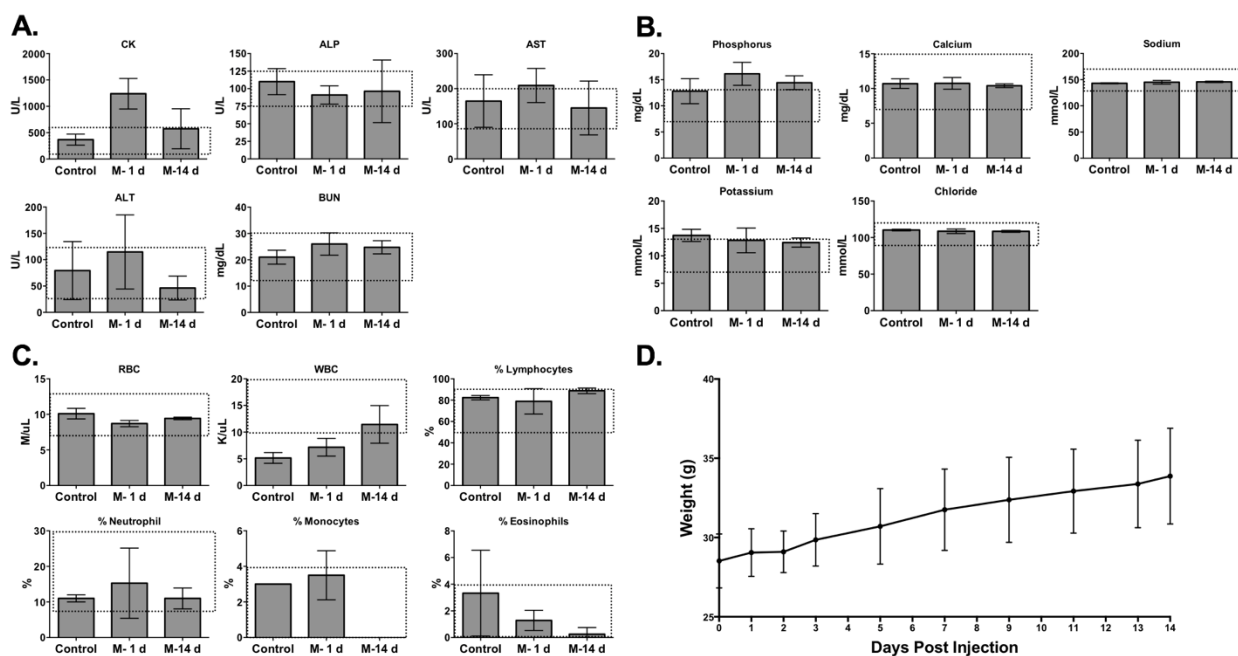 A.
CK
U/L
2000
1500
1000
500
0
Control M- 1 d M-14 d
ALP
U/L
150
125
100
75
50
25
0
Control M- 1 d M-14 d
AST
U/L
300
200
100
0
Control M- 1 d M-14 d
ALT
U/L
200
150
100
50
0
Control M- 1 d M-14 d
BUN
mg/dL
40
30
20
10
0
Control M- 1 d M-14 d
B.
Phosphorus
mg/dL
20
15
10
5
0
Control M- 1 d M-14 d
Calcium
mg/dL
15
10
5
0
Control M- 1 d M-14 d
Sodium
mmol/L
200
150
100
50
0
Control M- 1 d M-14 d
Potassium
mmol/L
20
15
10
5
0
Control M- 1 d M-14 d
Chloride
mmol/L
150
100
50
0
Control M- 1 d M-14 d
C.
RBC
M/uL
15
10
5
0
Control M- 1 d M-14 d
WBC
K/uL
20
15
10
5
0
Control M- 1 d M-14 d
% Lymphocytes
%
100
80
60
40
20
0
Control M- 1 d M-14 d
% Neutrophil
%
30
20
10
0
Control M- 1 d M-14 d
% Monocytes
%
6
4
2
0
Control M- 1 d M-14 d
% Eosinophils
%
8
6
4
2
0
Control M- 1 d M-14 d
D.
Weight (g)
40
35
30
25
0 1 2 3 4 5 6 7 8 9 10 11 12 13 14
Days Post Injection